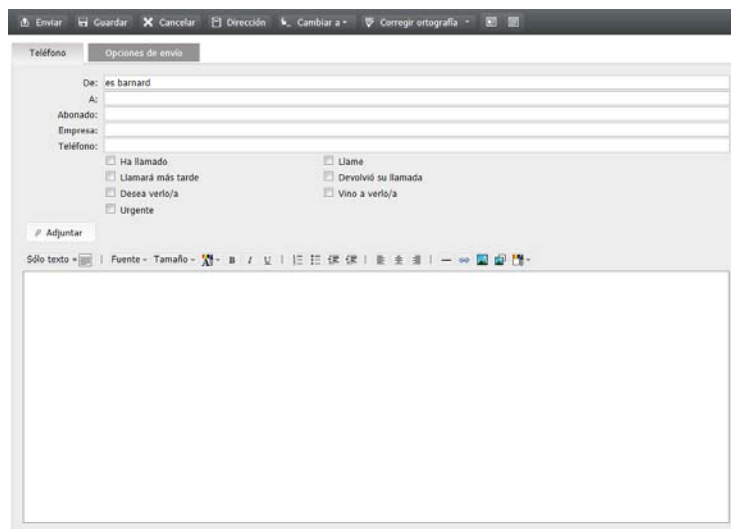 Enviar Guardar Cancelar Dirección Cambiar a Corregir ortografía
Teléfono Opciones de envío
De: es barnard
A:
Abonado:
Empresa:
Teléfono:
Ha llamado Llame
Llamará más tarde Devolvió su llamada
Desea verlo/a Vino a verlo/a
Urgente
Adjuntar
Sólo texto Fuente Tamaño B I U